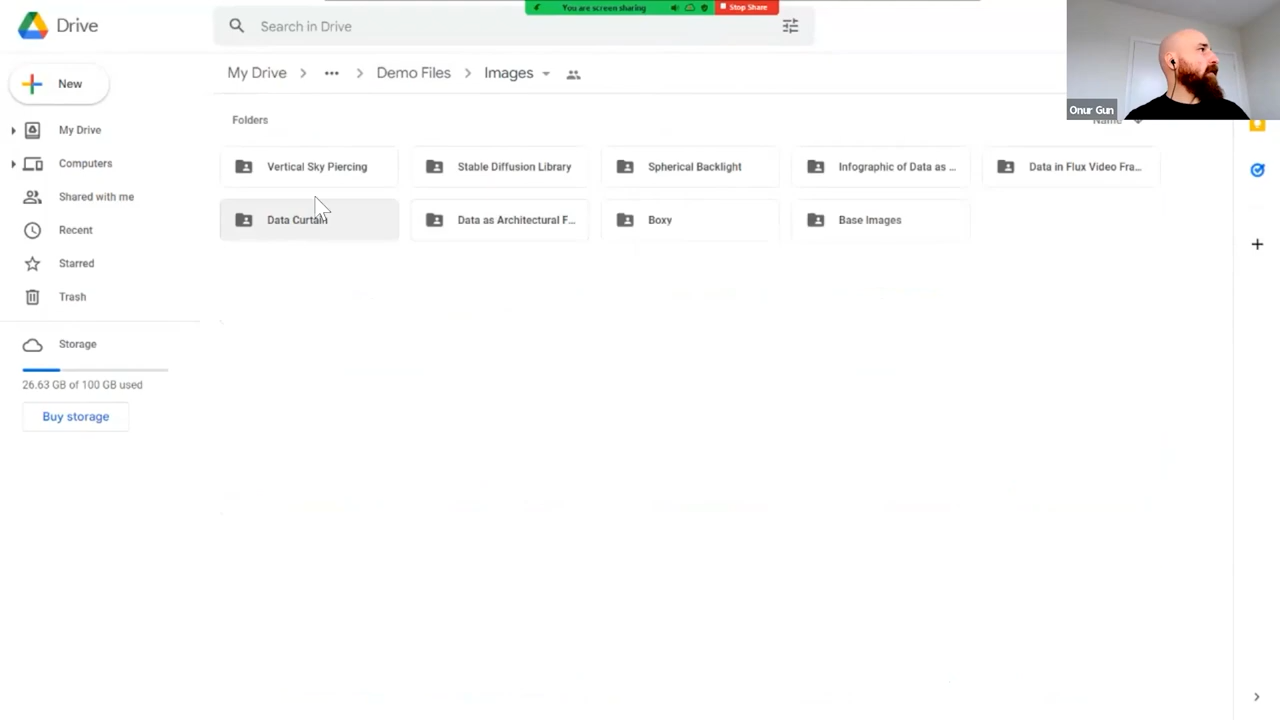 You are screen sharing
Stop Share
Drive
Search in Drive
New
My Drive
Demo Files
Images
Onur Gun
My Drive
Computers
Shared with me
Recent
Starred
Trash
Storage
26.63 GB of 100 GB used
Buy storage
Folders
Name
Vertical Sky Piercing
Stable Diffusion Library
Spherical Backlight
Infographic of Data as ...
Data in Flux Video Fra...
Data Curtain
Data as Architectural F...
Boxy
Base Images